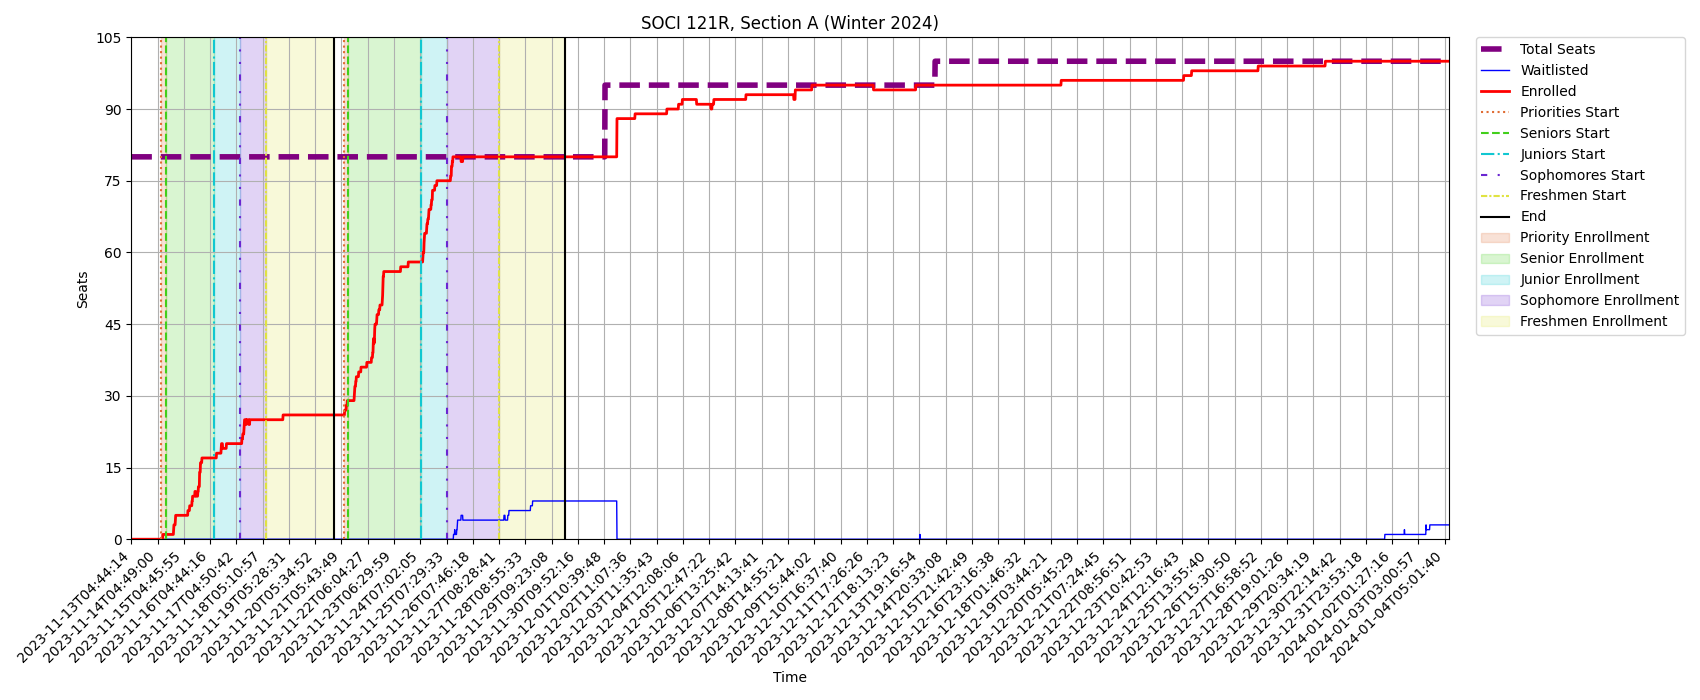 SOCI 121R, Section A (Winter 2024)
105
90
75
60
45
30
15
0
Seats
2023-11-13T04:44:14
2023-11-14T04:49:00
2023-11-15T04:45:55
2023-11-16T04:44:16
2023-11-17T04:50:42
2023-11-18T05:10:57
2023-11-19T05:28:31
2023-11-20T05:34:52
2023-11-21T05:43:49
2023-11-22T06:04:27
2023-11-23T06:29:59
2023-11-24T07:02:05
2023-11-25T07:29:33
2023-11-26T07:46:18
2023-11-27T08:28:41
2023-11-28T08:55:33
2023-11-29T09:23:08
2023-11-30T09:52:16
2023-12-01T10:39:48
2023-12-02T11:07:36
2023-12-03T11:35:43
2023-12-04T12:08:06
2023-12-05T12:47:22
2023-12-06T13:25:42
2023-12-07T14:13:41
2023-12-08T14:55:21
2023-12-09T15:44:02
2023-12-10T16:37:40
2023-12-11T17:26:26
2023-12-12T18:13:23
2023-12-13T19:16:54
2023-12-14T20:33:08
2023-12-15T21:42:49
2023-12-16T23:16:38
2023-12-18T01:46:32
2023-12-19T03:44:21
2023-12-20T05:45:29
2023-12-21T07:24:45
2023-12-22T08:56:51
2023-12-23T10:42:53
2023-12-24T12:16:43
2023-12-25T13:55:40
2023-12-26T15:30:50
2023-12-27T16:58:52
2023-12-28T19:01:26
2023-12-29T20:34:19
2023-12-30T22:14:42
2023-12-31T23:53:18
2024-01-02T01:27:16
2024-01-03T03:00:57
2024-01-04T05:01:40
Time
Total Seats
Waitlisted
Enrolled
Priorities Start
Seniors Start
Juniors Start
Sophomores Start
Freshmen Start
End
Priority Enrollment
Senior Enrollment
Junior Enrollment
Sophomore Enrollment
Freshmen Enrollment